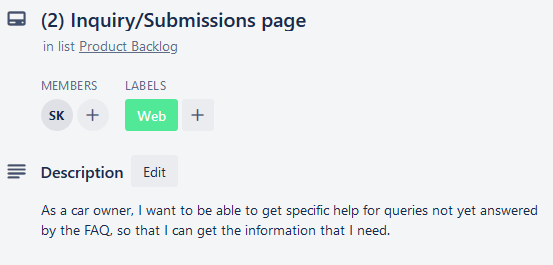 (2) Inquiry/Submissions page
in list Product Backlog
MEMBERS LABELS
SK + Web +
Description Edit
As a car owner, I want to be able to get specific help for queries not yet answered
by the FAQ, so that I can get the information that I need.